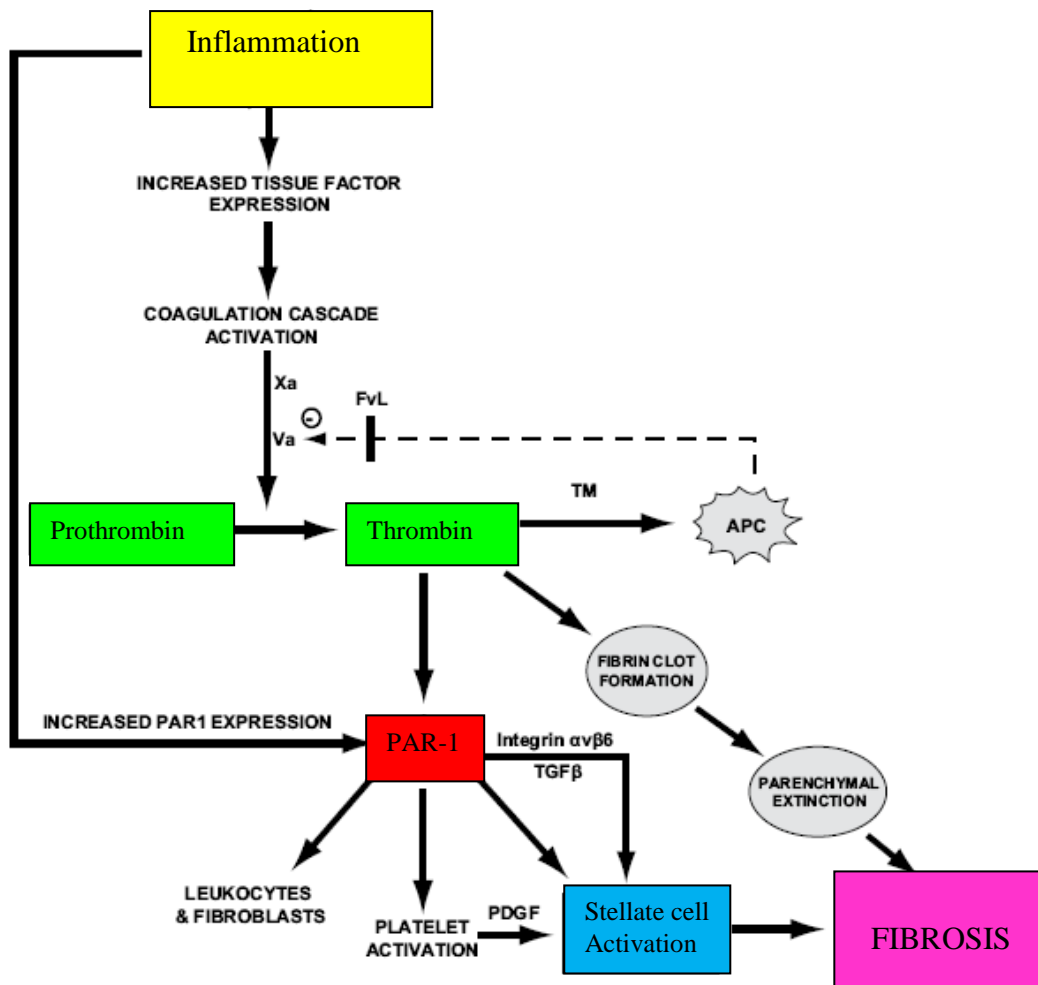 Inflammation
INCREASED TISSUE FACTOR
EXPRESSION
COAGULATION CASCADE
ACTIVATION
Xa
FvL
-
Va
TM
Prothrombin
Thrombin
APC
FIBRIN CLOT
FORMATION
INCREASED PAR1 EXPRESSION
PAR-1
Integrin αvβ6
TGFβ
PARENCHYMAL
EXTINCTION
LEUKOCYTES
& FIBROBLASTS
PLATELET
ACTIVATION
PDGF
Stellate cell
Activation
FIBROSIS